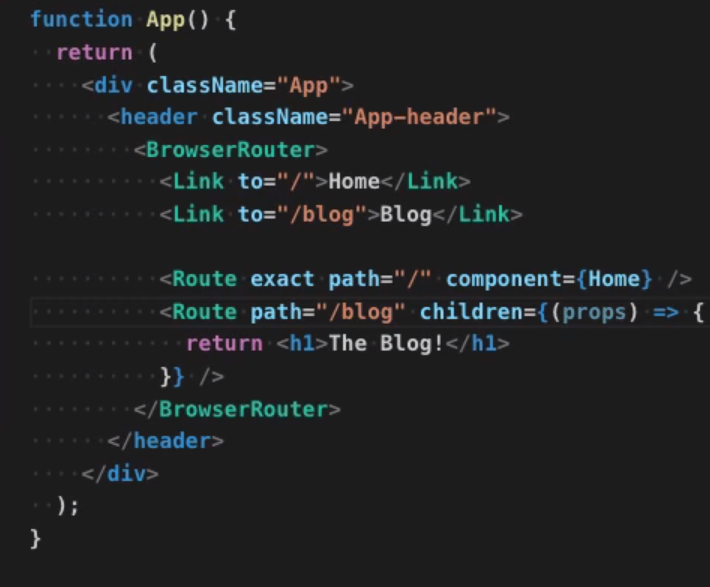 function App() {
  return (
    <div className="App">
      <header className="App-header">
        <BrowserRouter>
          <Link to="/">Home</Link>
          <Link to="/blog">Blog</Link>

          <Route exact path="/" component={Home} />
          <Route path="/blog" children={(props) => {
            return <h1>The Blog!</h1>
          }} />
        </BrowserRouter>
      </header>
    </div>
  );
}